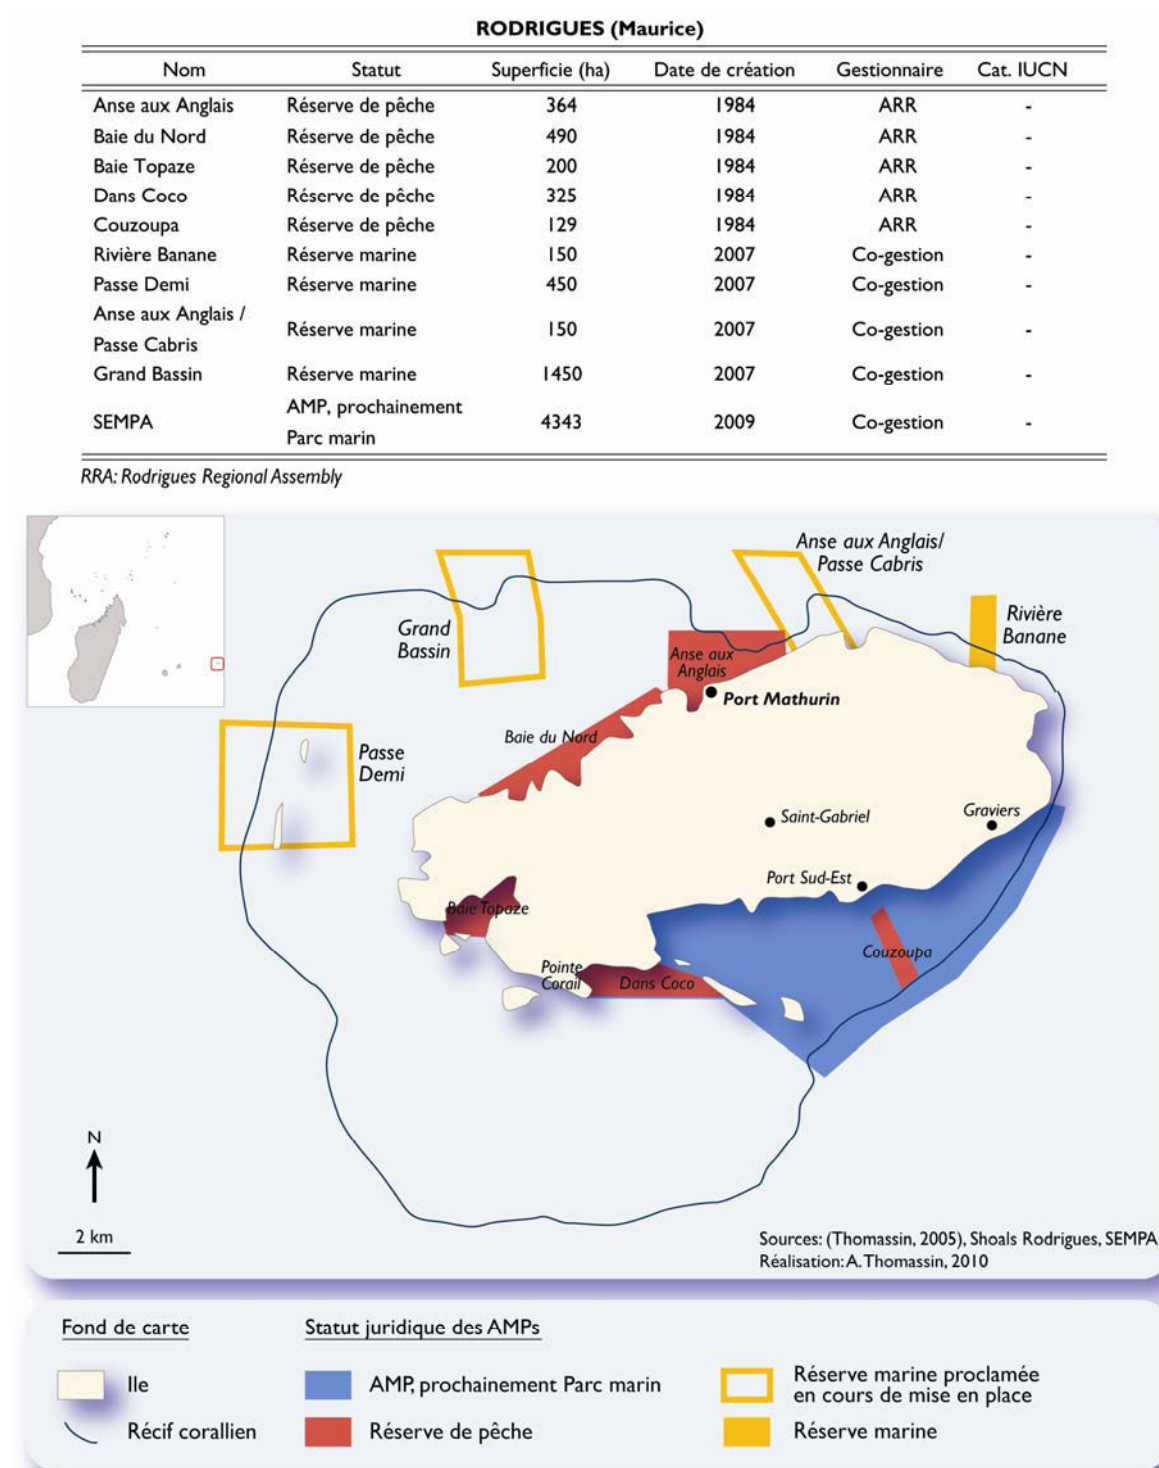 RODRIGUES (Maurice)
Nom Statut Superficie (ha) Date de création Gestionnaire Cat. IUCN
Anse aux Anglais Réserve de pêche 364 1984 ARR -
Baie du Nord Réserve de pêche 490 1984 ARR -
Baie Topaze Réserve de pêche 200 1984 ARR -
Dans Coco Réserve de pêche 325 1984 ARR -
Couzoupa Réserve de pêche 129 1984 ARR -
Rivière Banane Réserve marine 150 2007 Co-gestion -
Passe Demi Réserve marine 450 2007 Co-gestion -
Anse aux Anglais /
Passe Cabris Réserve marine 150 2007 Co-gestion -
Grand Bassin Réserve marine 1450 2007 Co-gestion -
SEMPA AMP, prochainement
Parc marin 4343 2009 Co-gestion -
RRA: Rodrigues Regional Assembly
Anse aux Anglais/
Passe Cabris
Grand
Bassin
Rivière
Banane
Anse aux
Anglais
Port Mathurin
Baie du Nord
Passe
Demi
Saint-Gabriel
Graviers
Port Sud-Est
Baie Topaze
Couzoupa
Pointe
Corail
Dans Coco
N
2 km
Sources: (Thomassin, 2005), Shoals Rodrigues, SEMPA
Réalisation: A. Thomassin, 2010
Fond de carte
Ile
Récif corallien
Statut juridique des AMPs
AMP, prochainement Parc marin
Réserve de pêche
Réserve marine proclamée
en cours de mise en place
Réserve marine